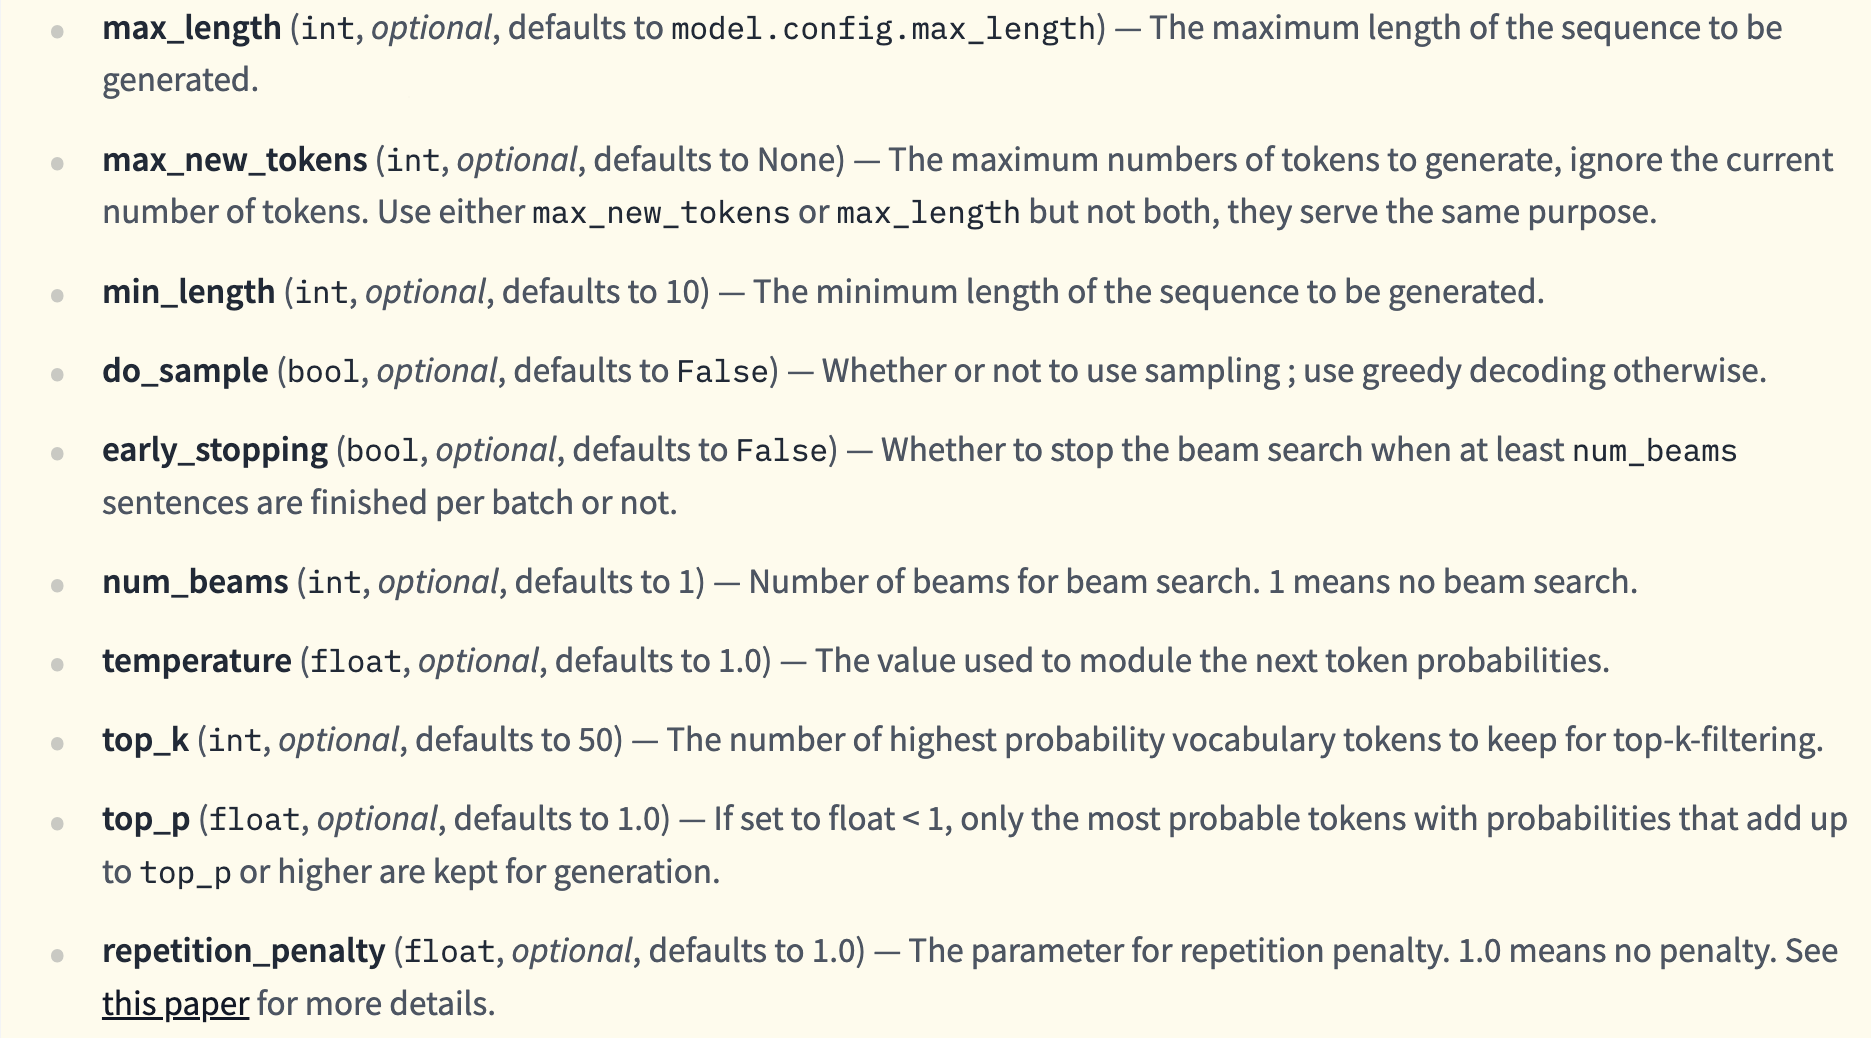 max_length (int, optional, defaults to model.config.max_length) — The maximum length of the sequence to be
generated.
max_new_tokens (int, optional, defaults to None) — The maximum numbers of tokens to generate, ignore the current
number of tokens. Use either max_new_tokens or max_length but not both, they serve the same purpose.
min_length (int, optional, defaults to 10) — The minimum length of the sequence to be generated.
do_sample (bool, optional, defaults to False) — Whether or not to use sampling ; use greedy decoding otherwise.
early_stopping (bool, optional, defaults to False) — Whether to stop the beam search when at least num_beams
sentences are finished per batch or not.
num_beams (int, optional, defaults to 1) — Number of beams for beam search. 1 means no beam search.
temperature (float, optional, defaults to 1.0) — The value used to module the next token probabilities.
top_k (int, optional, defaults to 50) — The number of highest probability vocabulary tokens to keep for top-k-filtering.
top_p (float, optional, defaults to 1.0) — If set to float < 1, only the most probable tokens with probabilities that add up
to top_p or higher are kept for generation.
repetition_penalty (float, optional, defaults to 1.0) — The parameter for repetition penalty. 1.0 means no penalty. See
this paper for more details.